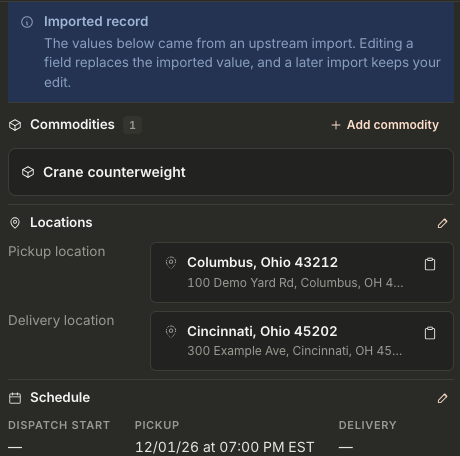 Imported record
The values below came from an upstream import. Editing a
field replaces the imported value, and a later import keeps your
edit.
Commodities 1
+ Add commodity
Crane counterweight
Locations
Pickup location
Columbus, Ohio 43212
100 Demo Yard Rd, Columbus, OH 4...
Delivery location
Cincinnati, Ohio 45202
300 Example Ave, Cincinnati, OH 45...
Schedule
DISPATCH START PICKUP DELIVERY
— 12/01/26 at 07:00 PM EST —